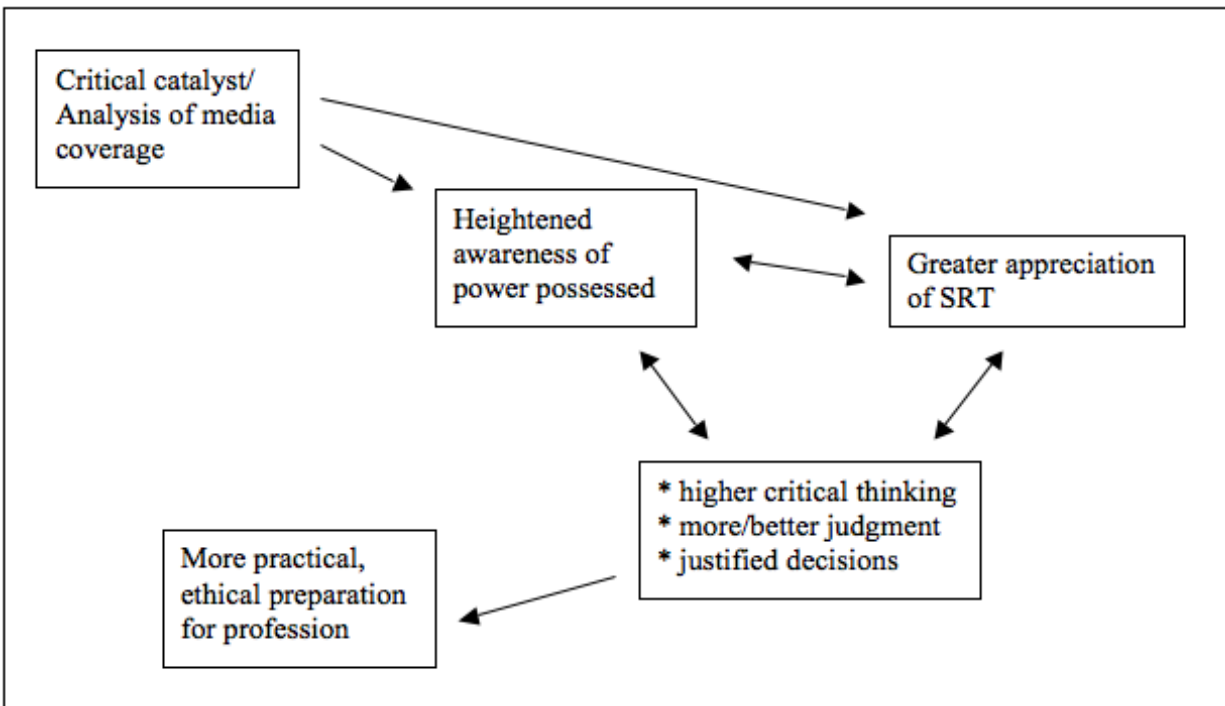 Critical catalyst/
Analysis of media
coverage
Heightened
awareness of
power possessed
Greater appreciation
of SRT
* higher critical thinking
* more/better judgment
* justified decisions
More practical,
ethical preparation
for profession